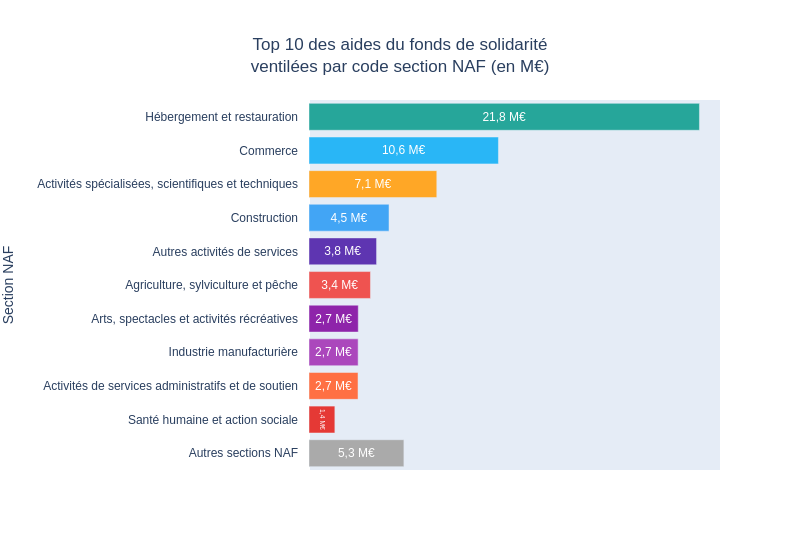 Top 10 des aides du fonds de solidarité
ventilées par code section NAF (en M€)
Section NAF
Hébergement et restauration 21,8 M€
Commerce 10,6 M€
Activités spécialisées, scientifiques et techniques 7,1 M€
Construction 4,5 M€
Autres activités de services 3,8 M€
Agriculture, sylviculture et pêche 3,4 M€
Arts, spectacles et activités récréatives 2,7 M€
Industrie manufacturière 2,7 M€
Activités de services administratifs et de soutien 2,7 M€
Santé humaine et action sociale 1,4 M€
Autres sections NAF 5,3 M€